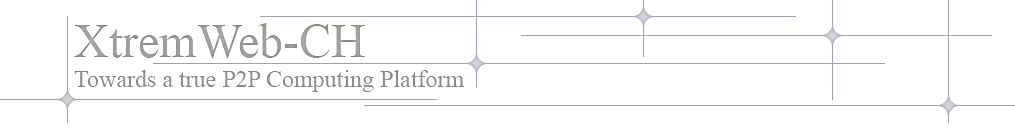 XtremWeb-CH
Towards a true P2P Computing Platform